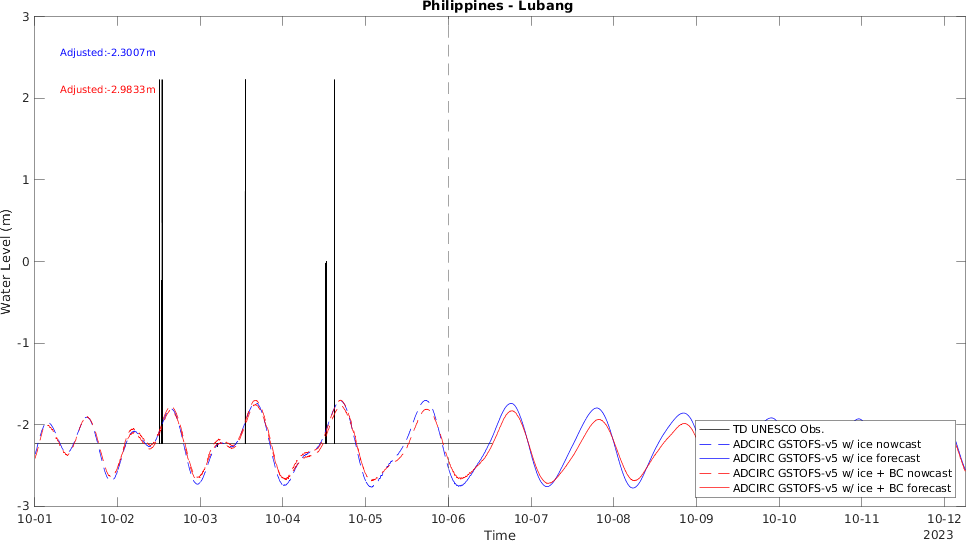 Philippines - Lubang
3
Adjusted:-2.3007m
Adjusted:-2.9833m
2
1
0
-1
-2
-3
Water Level (m)
TD UNESCO Obs.
ADCIRC GSTOFS-v5 w/ ice nowcast
ADCIRC GSTOFS-v5 w/ ice forecast
ADCIRC GSTOFS-v5 w/ ice + BC nowcast
ADCIRC GSTOFS-v5 w/ ice + BC forecast
10-01 10-02 10-03 10-04 10-05 10-06 10-07 10-08 10-09 10-10 10-11 10-12
Time
2023